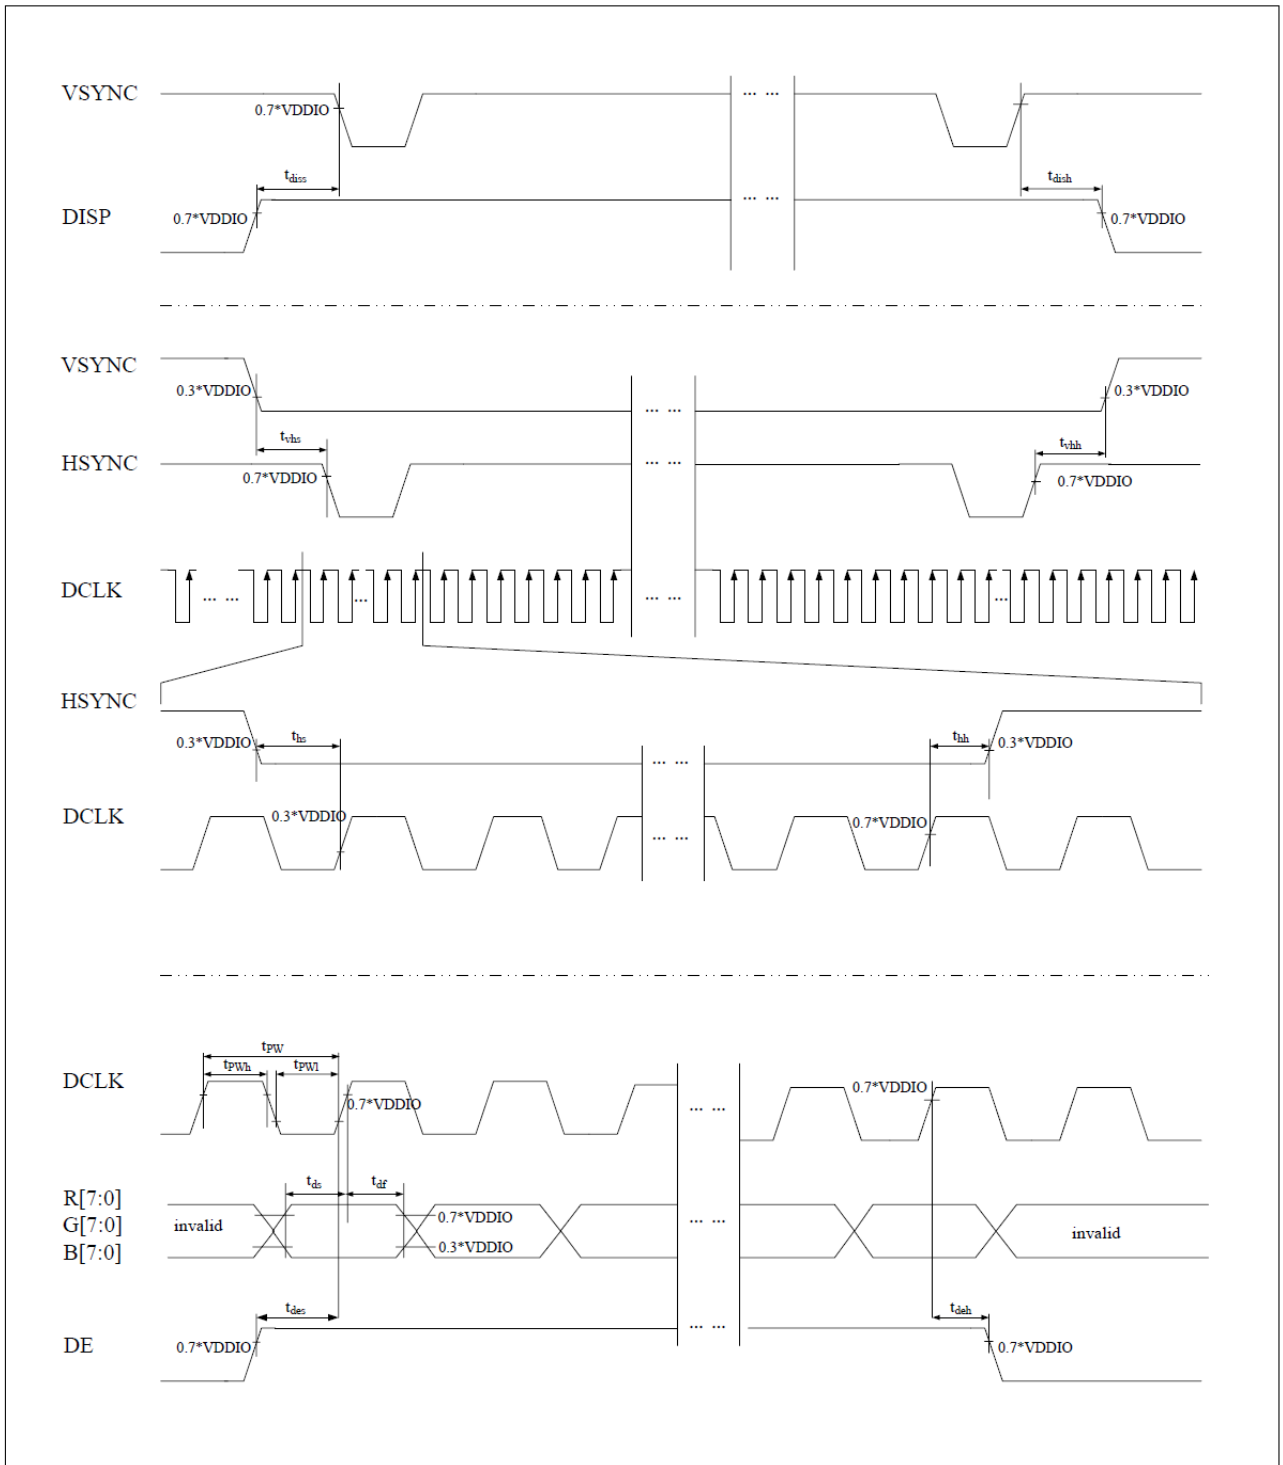 VSYNC
... ...
0.7*VDDIO
tdiss
tdish
DISP
0.7*VDDIO
... ...
0.7*VDDIO
VSYNC
0.3*VDDIO
0.3*VDDIO
... ...
tvhs
tvhh
HSYNC
0.7*VDDIO
... ...
0.7*VDDIO
DCLK
... ...
...
... ...
...
HSYNC
0.3*VDDIO
ths
thh
0.3*VDDIO
... ...
DCLK
0.3*VDDIO
0.7*VDDIO
... ...
tPW
tPWh
tPWl
DCLK
0.7*VDDIO
0.7*VDDIO
... ...
tds
tdf
R[7:0]
G[7:0]
B[7:0]
invalid
0.7*VDDIO
0.3*VDDIO
... ...
invalid
tdes
tdeh
DE
0.7*VDDIO
... ...
0.7*VDDIO